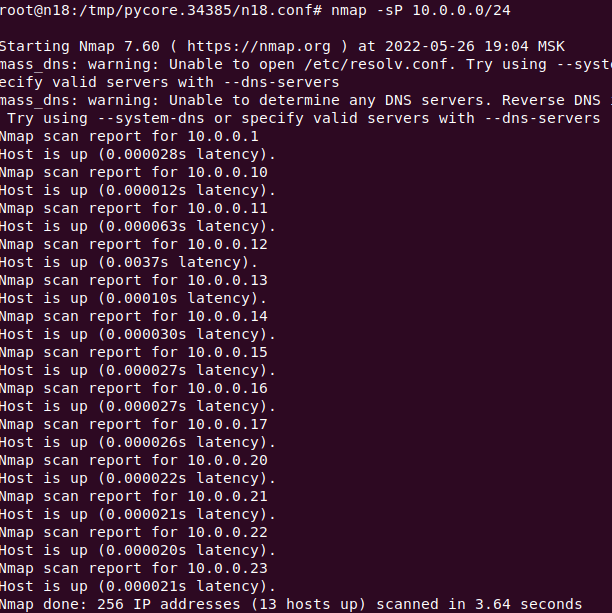 root@n18:/tmp/pycore.34385/n18.conf# nmap -sP 10.0.0.0/24
Starting Nmap 7.60 ( https://nmap.org ) at 2022-05-26 19:04 MSK
mass_dns: warning: Unable to open /etc/resolv.conf. Try using --syste
ecify valid servers with --dns-servers
mass_dns: warning: Unable to determine any DNS servers. Reverse DNS i
Try using --system-dns or specify valid servers with --dns-servers
Nmap scan report for 10.0.0.1
Host is up (0.000028s latency).
Nmap scan report for 10.0.0.10
Host is up (0.000012s latency).
Nmap scan report for 10.0.0.11
Host is up (0.000063s latency).
Nmap scan report for 10.0.0.12
Host is up (0.0037s latency).
Nmap scan report for 10.0.0.13
Host is up (0.00010s latency).
Nmap scan report for 10.0.0.14
Host is up (0.000030s latency).
Nmap scan report for 10.0.0.15
Host is up (0.000027s latency).
Nmap scan report for 10.0.0.16
Host is up (0.000027s latency).
Nmap scan report for 10.0.0.17
Host is up (0.000026s latency).
Nmap scan report for 10.0.0.20
Host is up (0.000022s latency).
Nmap scan report for 10.0.0.21
Host is up (0.000021s latency).
Nmap scan report for 10.0.0.22
Host is up (0.000020s latency).
Nmap scan report for 10.0.0.23
Host is up (0.000021s latency).
Nmap done: 256 IP addresses (13 hosts up) scanned in 3.64 seconds